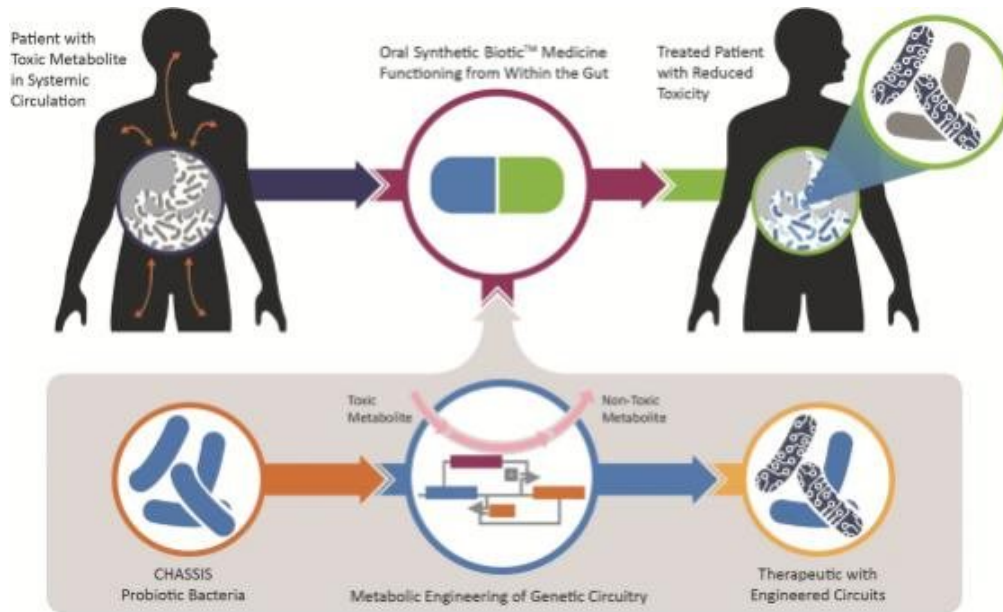 Patient with
Toxic Metabolite
in Systemic
Circulation
Oral Synthetic Biotic™ Medicine
Functioning from Within the Gut
Treated Patient
with Reduced
Toxicity
Toxic
Metabolite
Non-Toxic
Metabolite
CHASSIS
Probiotic Bacteria
Metabolic Engineering of Genetic Circuitry
Therapeutic with
Engineered Circuits